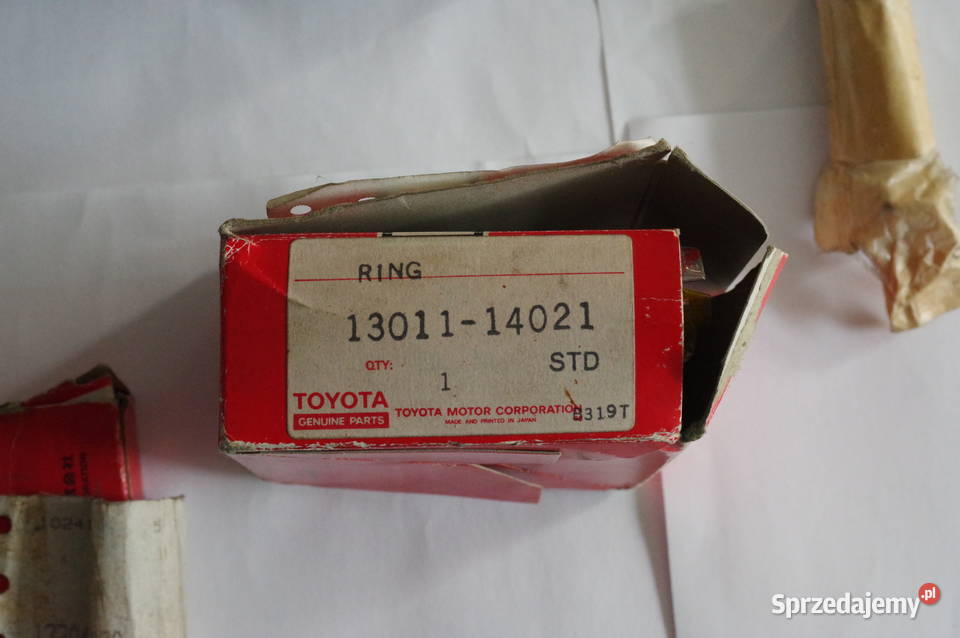 RING
13011-14021
STD
QTY:
1
TOYOTA
GENUINE PARTS
TOYOTA MOTOR CORPORATION
MADE AND PRINTED IN JAPAN
319T
Sprzedajemy.pl